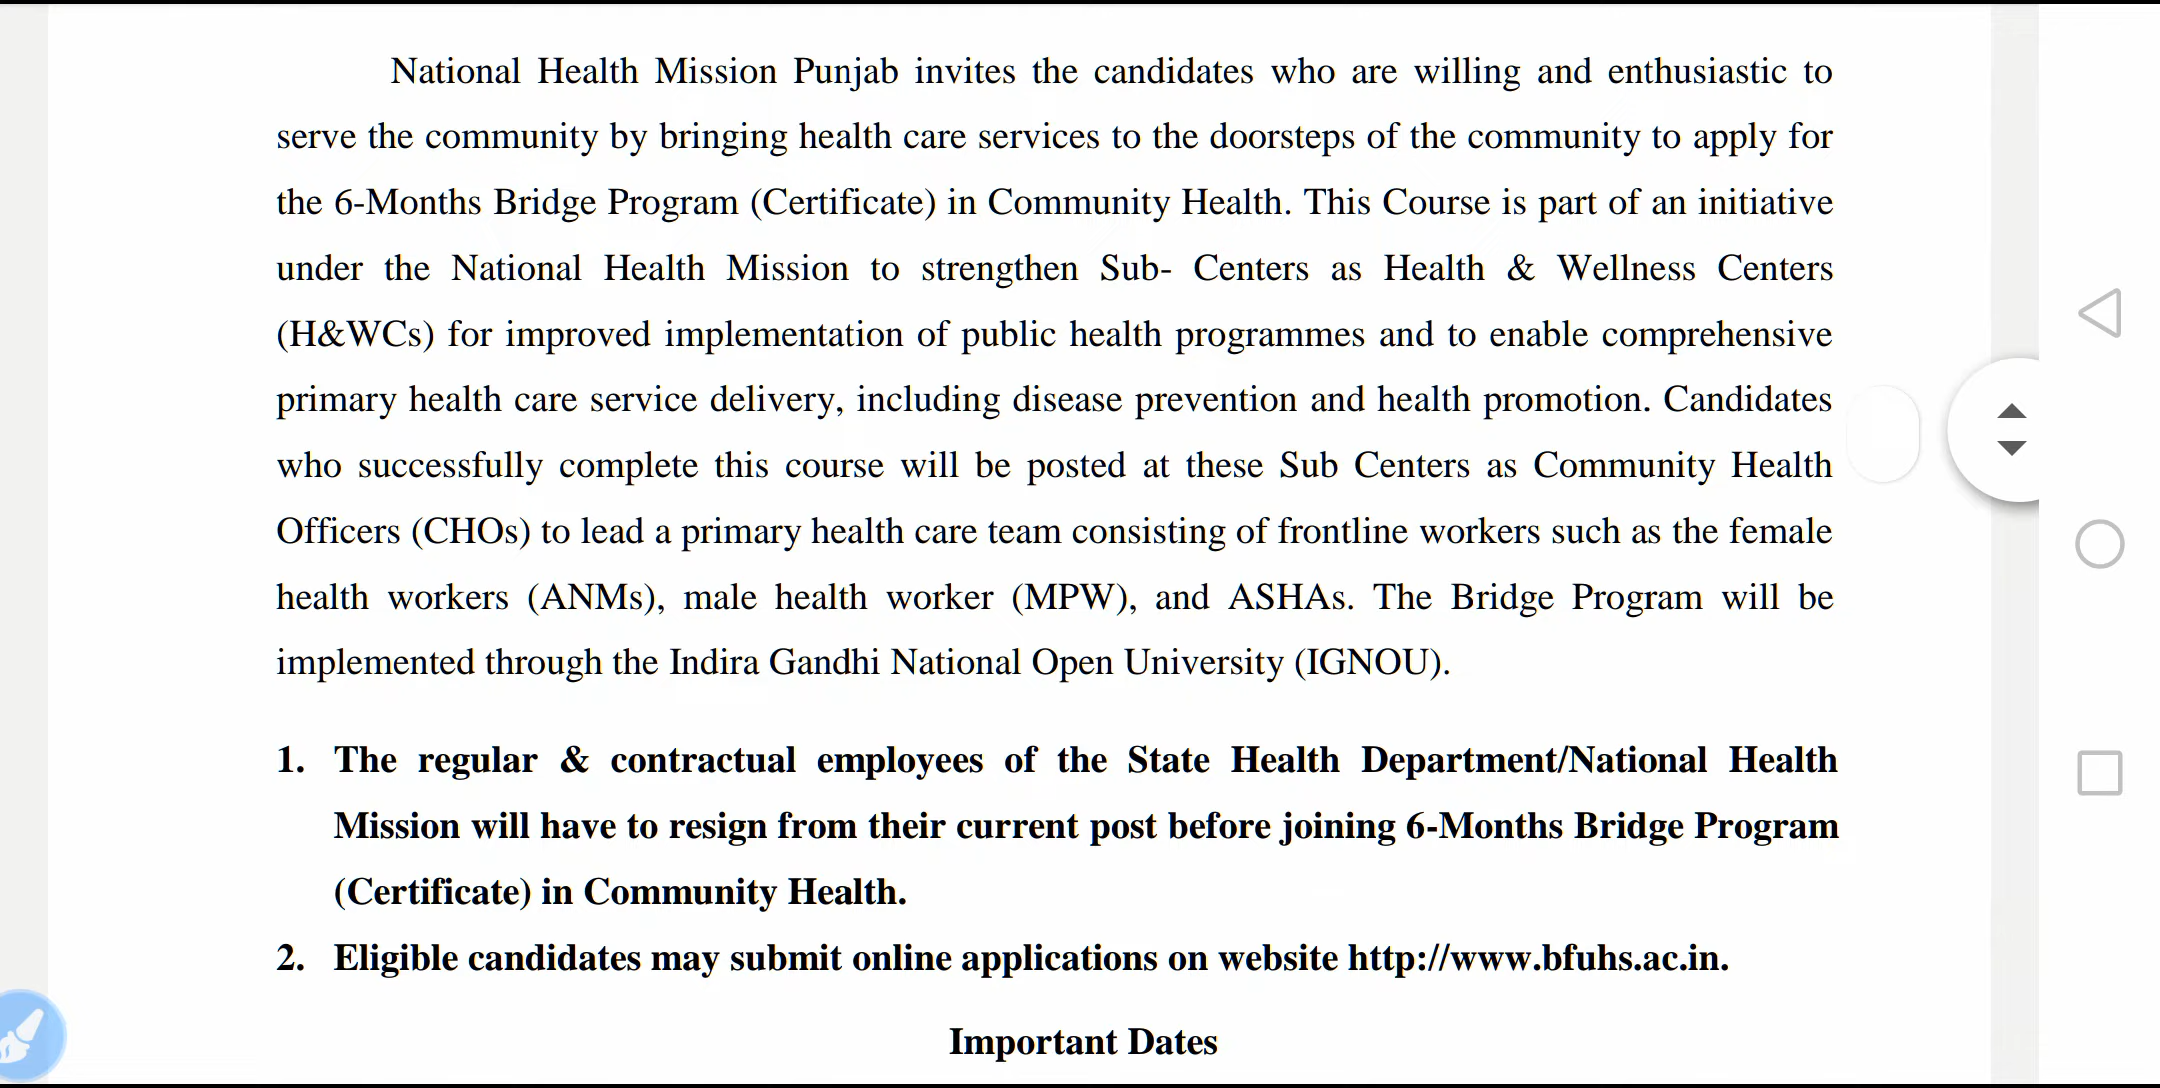 National Health Mission Punjab invites the candidates who are willing and enthusiastic to
serve the community by bringing health care services to the doorsteps of the community to apply for
the 6-Months Bridge Program (Certificate) in Community Health. This Course is part of an initiative
under the National Health Mission to strengthen Sub- Centers as Health & Wellness Centers
(H&WCs) for improved implementation of public health programmes and to enable comprehensive
primary health care service delivery, including disease prevention and health promotion. Candidates
who successfully complete this course will be posted at these Sub Centers as Community Health
Officers (CHOs) to lead a primary health care team consisting of frontline workers such as the female
health workers (ANMs), male health worker (MPW), and ASHAs. The Bridge Program will be
implemented through the Indira Gandhi National Open University (IGNOU).
1. The regular & contractual employees of the State Health Department/National Health
Mission will have to resign from their current post before joining 6-Months Bridge Program
(Certificate) in Community Health.
2. Eligible candidates may submit online applications on website http://www.bfuhs.ac.in.
Important Dates